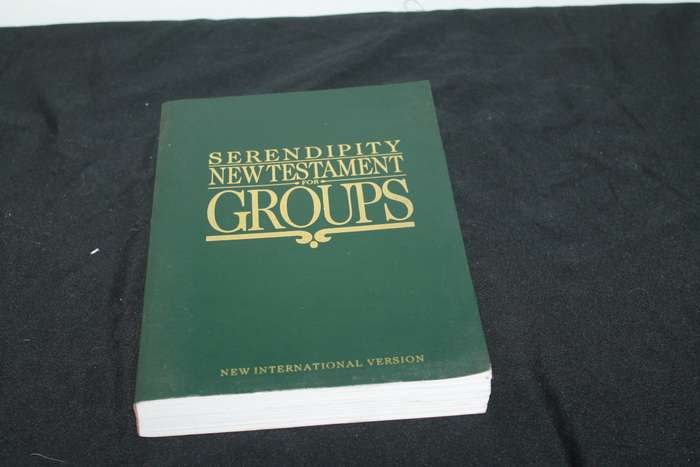 SERENDIPITY
NEW TESTAMENT
FOR
GROUPS
NEW INTERNATIONAL VERSION